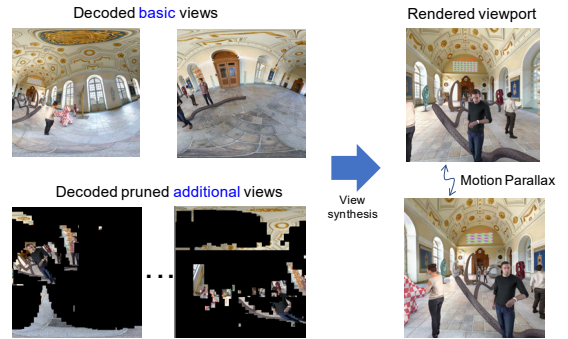 Decoded basic views
Rendered viewport
Decoded pruned additional views
...
View
synthesis
Motion Parallax